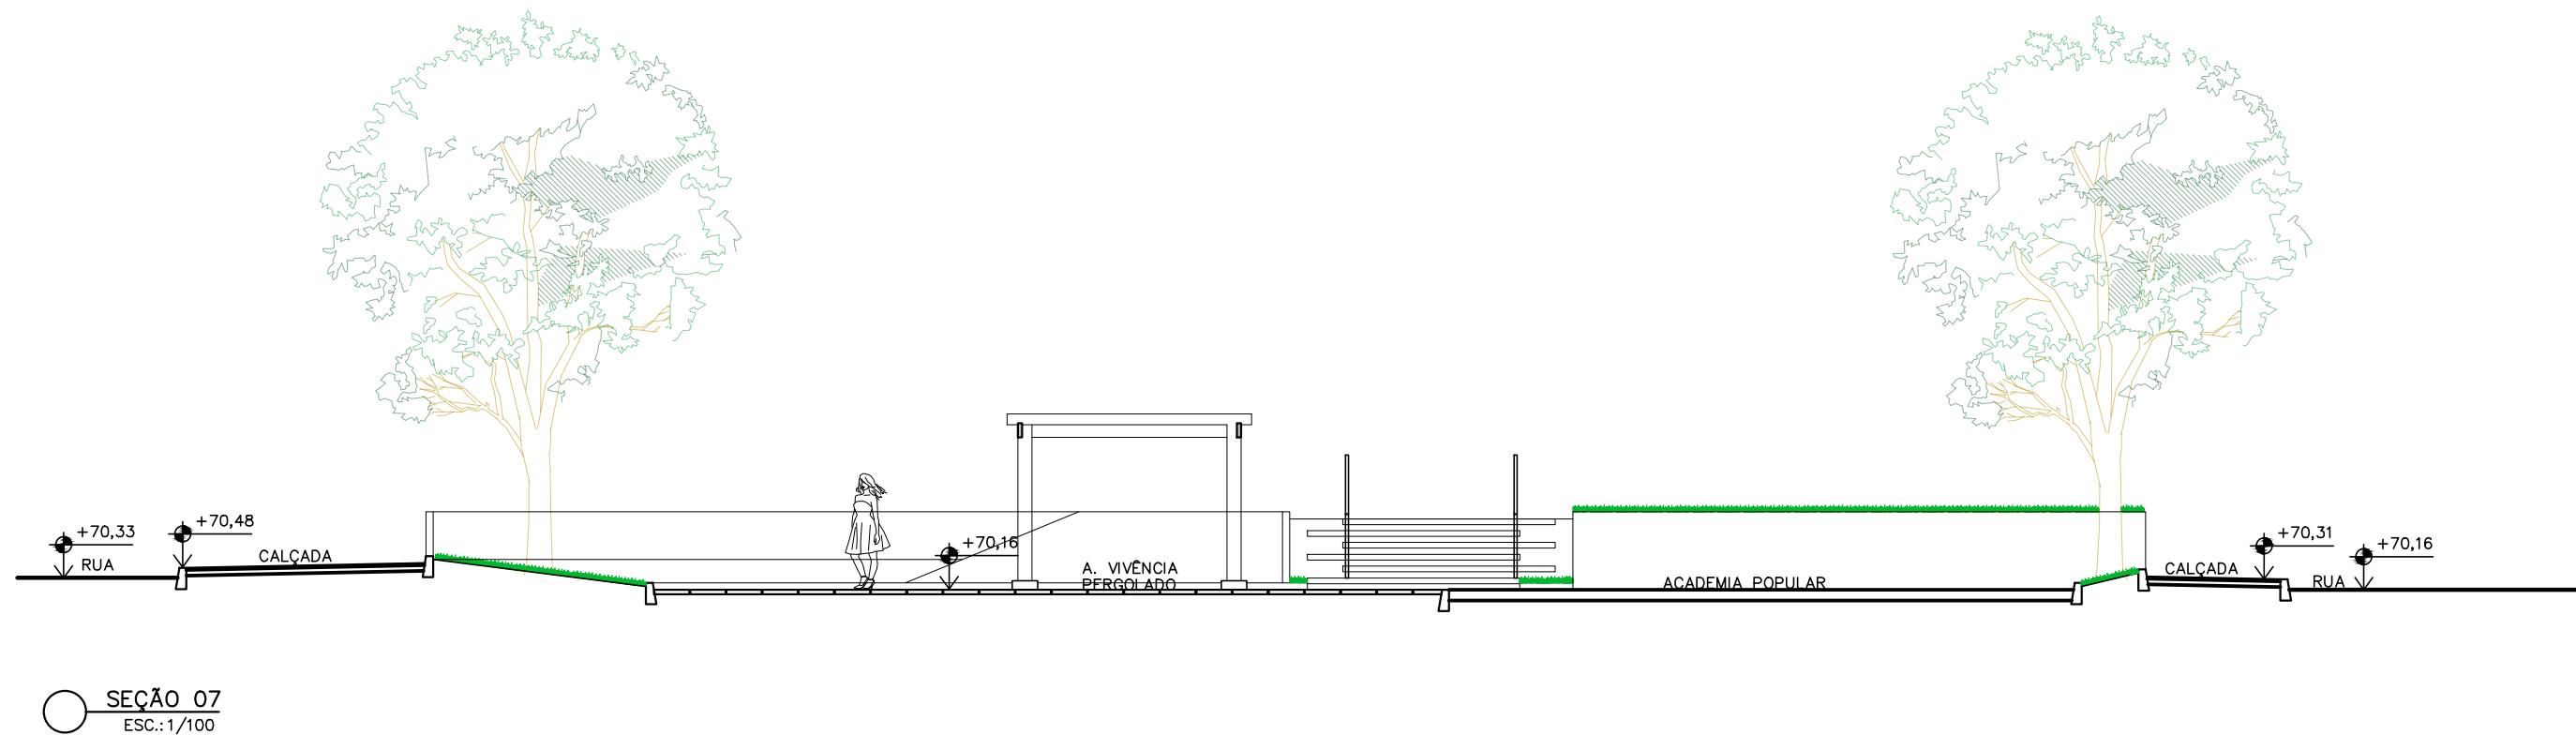 +70,33
RUA
+70,48
CALÇADA
+70,16
A. VIVÊNCIA
PERGOLADO
ACADEMIA POPULAR
CALÇADA
+70,31
RUA
+70,16
SEÇÃO 07
ESC.: 1/100